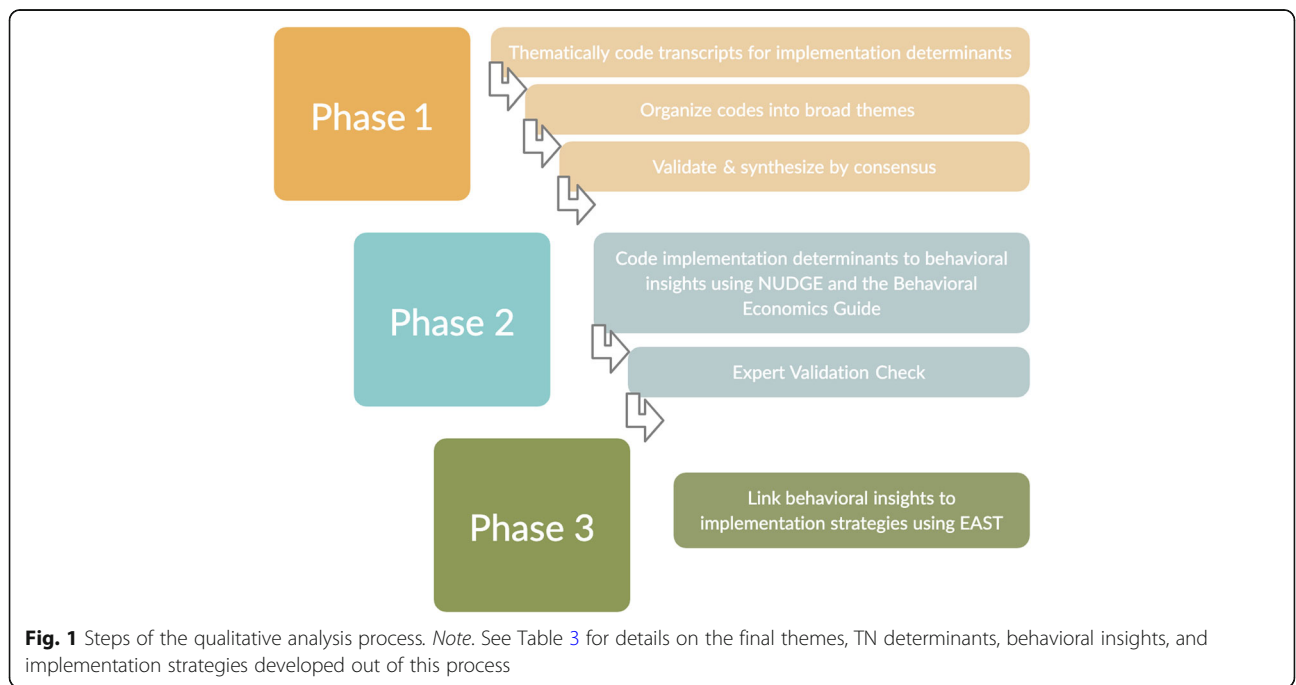 Phase 1
Thematically code transcripts for implementation determinants
Organize codes into broad themes
Validate & synthesize by consensus
Phase 2
Code implementation determinants to behavioral
insights using NUDGE and the Behavioral
Economics Guide
Expert Validation Check
Phase 3
Link behavioral insights to
implementation strategies using EAST
Fig. 1 Steps of the qualitative analysis process. Note. See Table 3 for details on the final themes, TN determinants, behavioral insights, and
implementation strategies developed out of this process